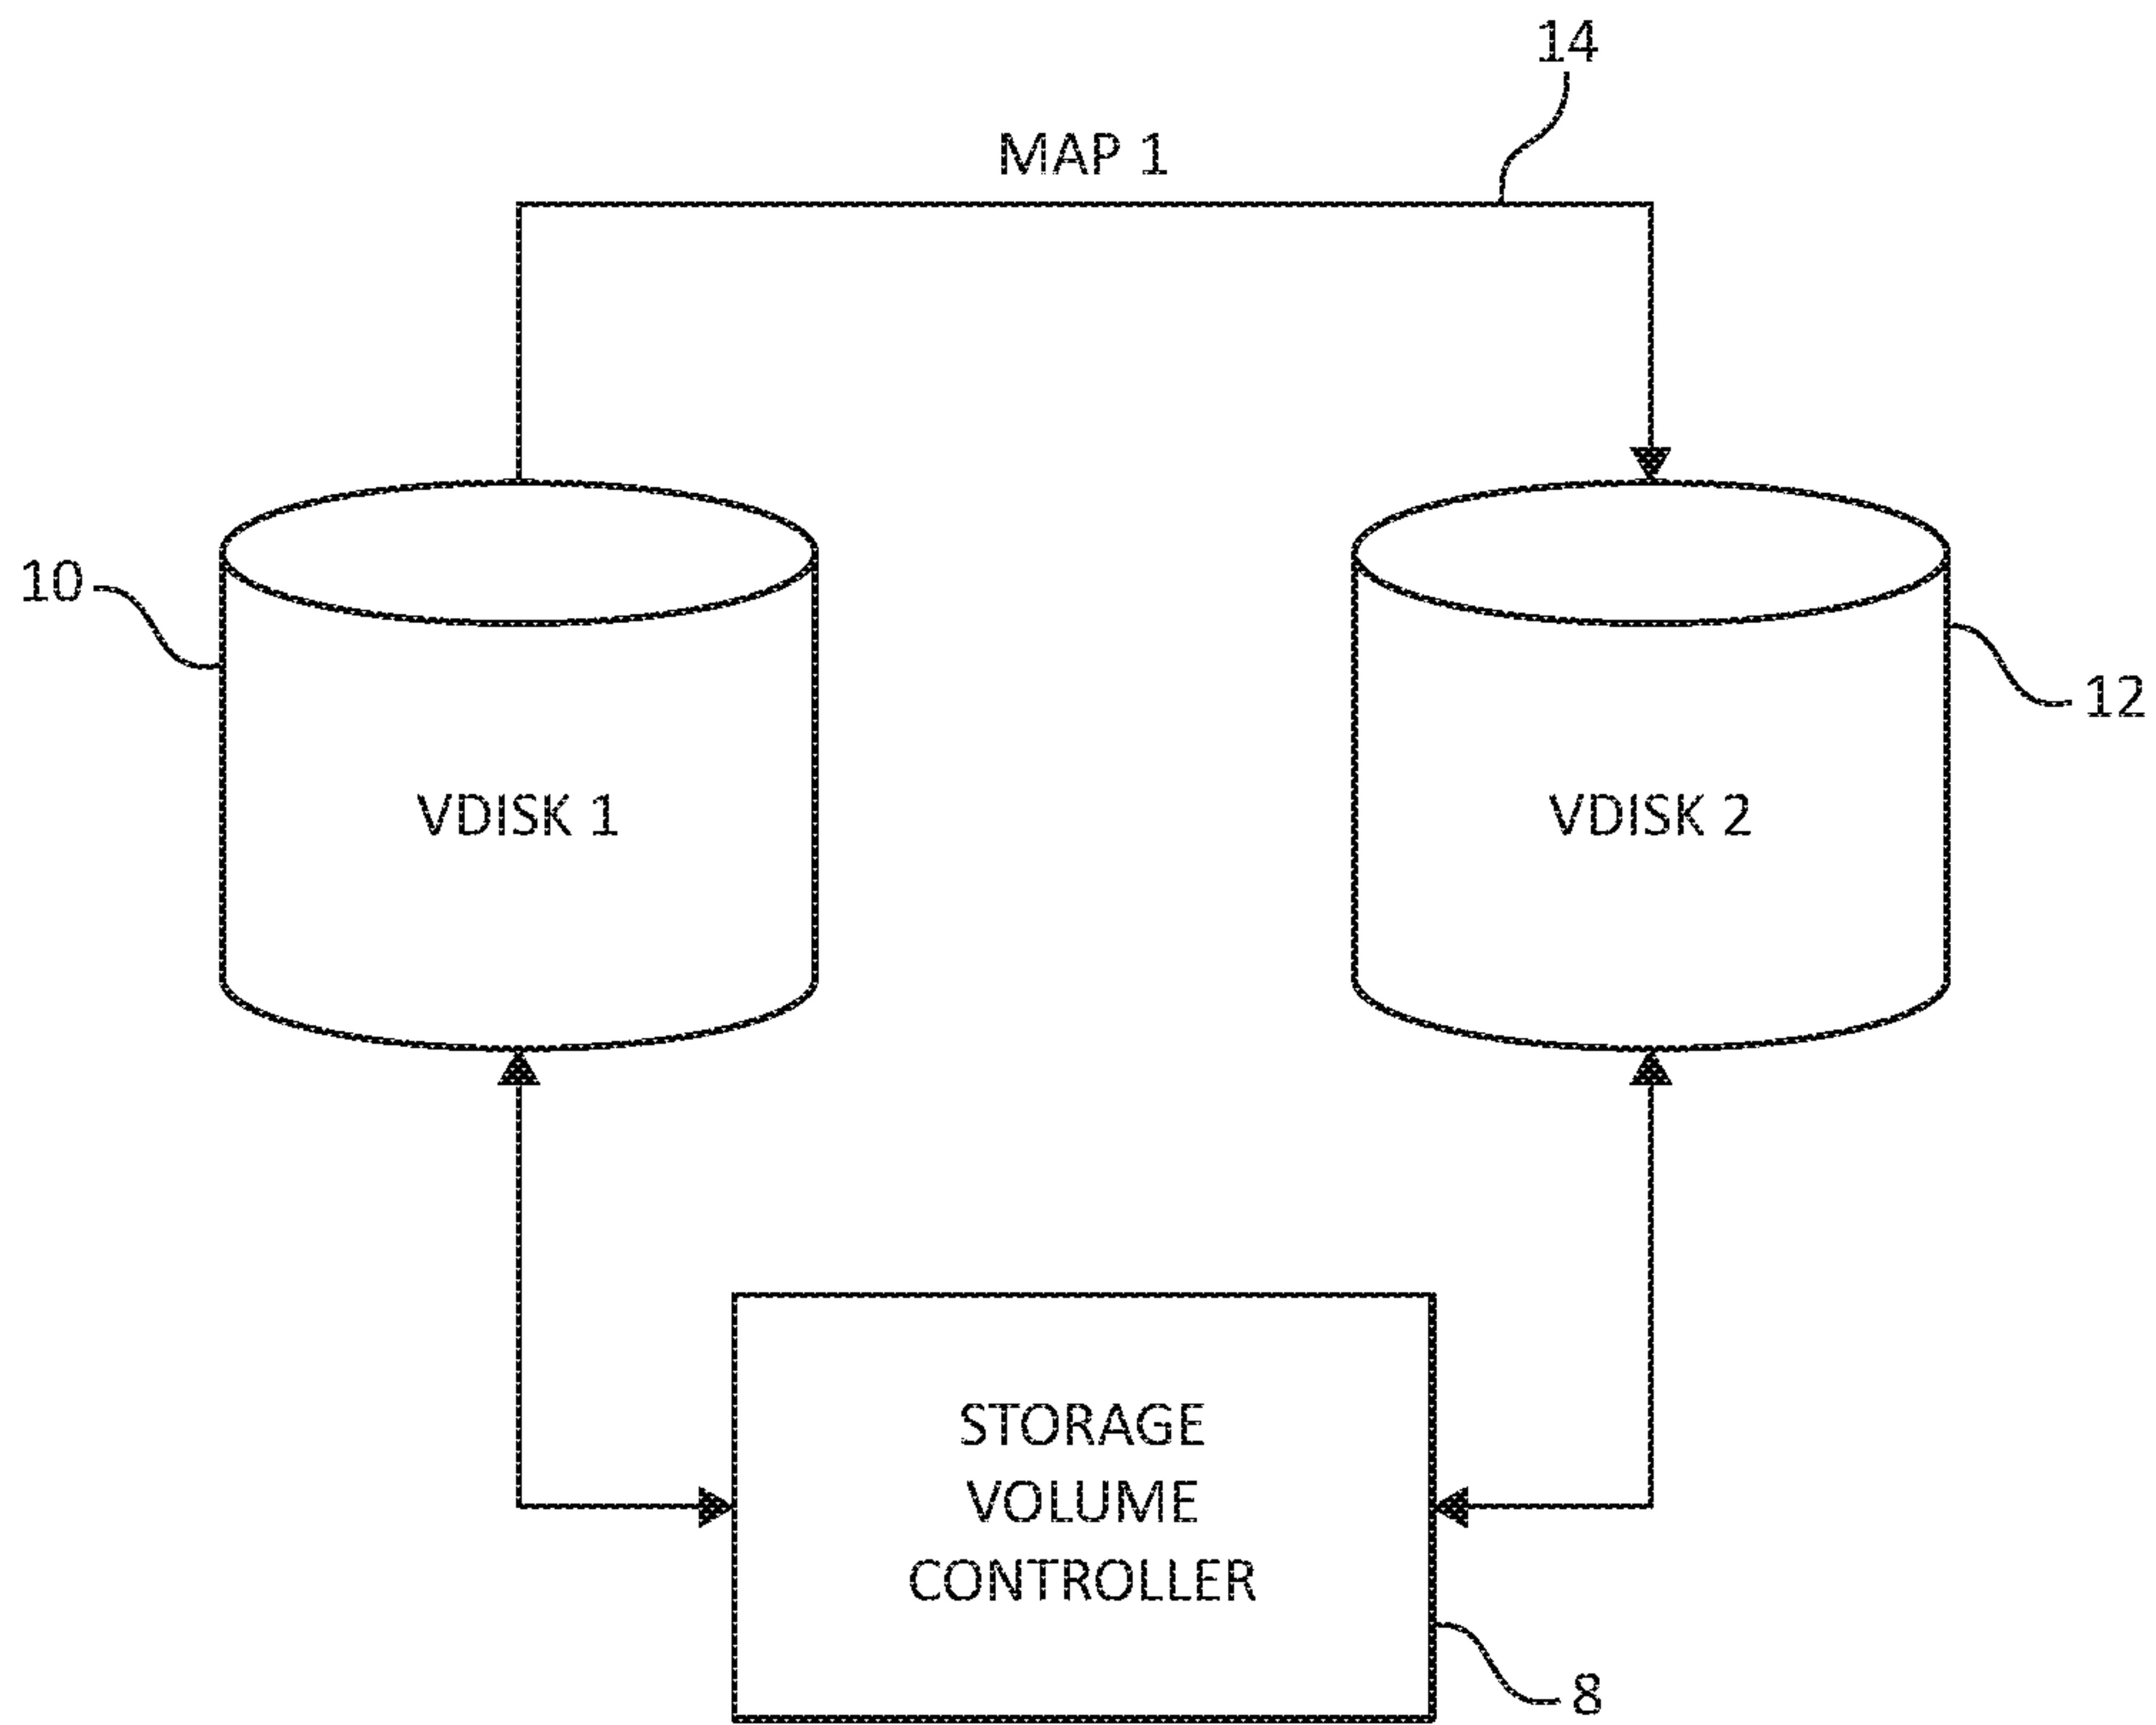 14
MAP 1
10
12
VDISK 1
VDISK 2
STORAGE
VOLUME
CONTROLLER
8